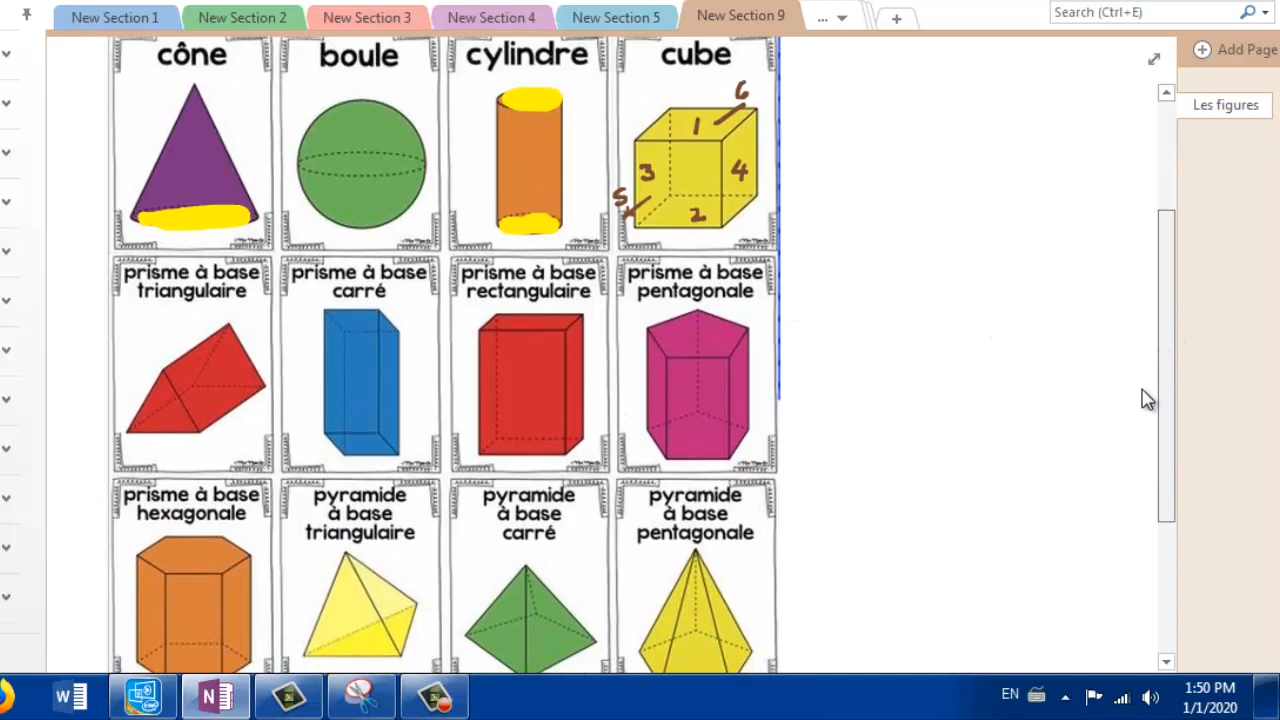 New Section 1 New Section 2 New Section 3 New Section 4 New Section 5 New Section 9 ... + Search (Ctrl+E)
Add Page
Les figures
cône boule cylindre cube
6
1
3 4
5
2
prisme à base triangulaire
prisme à base carré
prisme à base rectangulaire
prisme à base pentagonale
prisme à base hexagonale
pyramide à base triangulaire
pyramide à base carré
pyramide à base pentagonale
W N EN 1:50 PM
1/1/2020